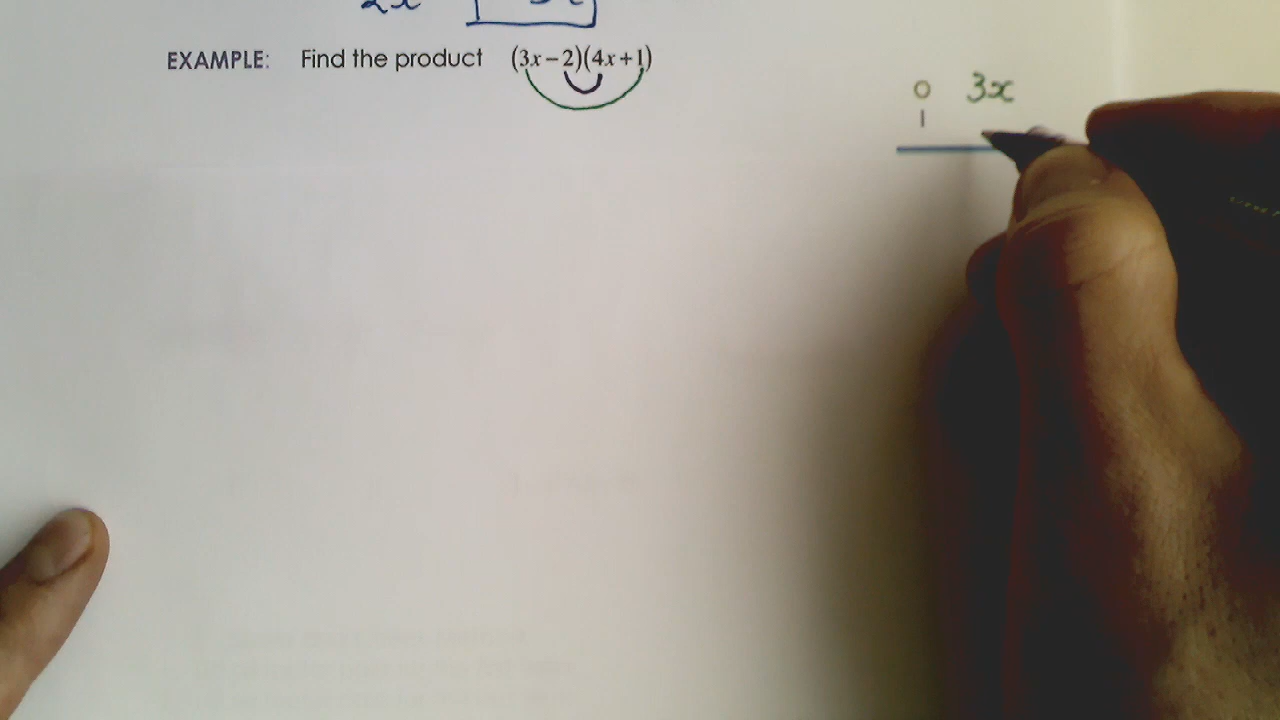 EXAMPLE: Find the product (3x-2)(4x+1)
O 3x
I